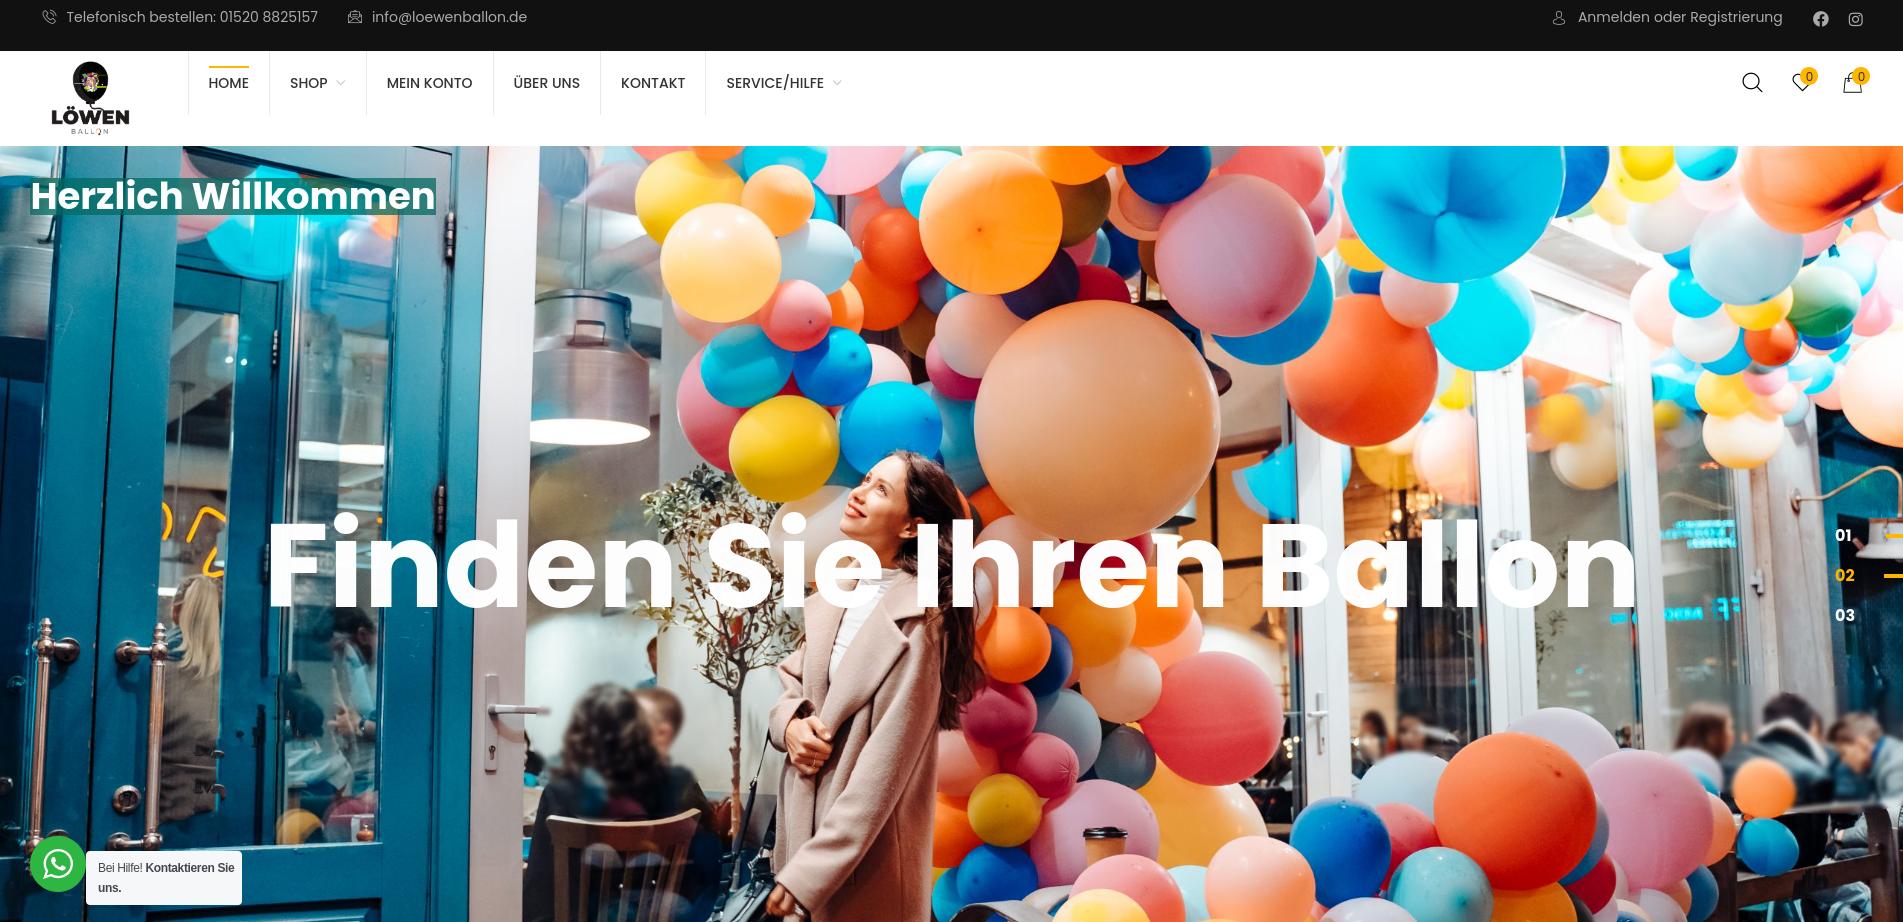 Telefonisch bestellen: 01520 8825157
info@loewenballon.de
Anmelden oder Registrierung
LÖWEN
BALLON
HOME
SHOP
MEIN KONTO
ÜBER UNS
KONTAKT
SERVICE/HILFE
0
0
Herzlich Willkommen
Finden Sie Ihren Ballon
01
02
03
Bei Hilfe! Kontaktieren Sie
uns.